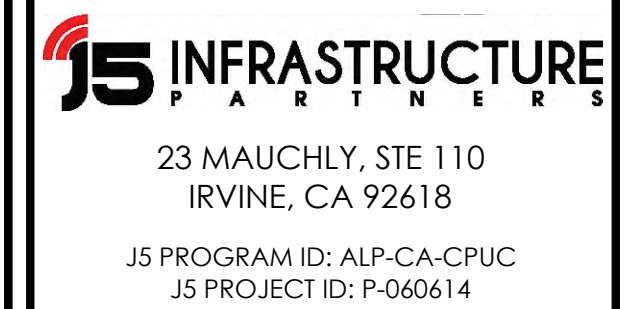 J5 INFRASTRUCTURE
PARTNERS
23 MAUCHLY, STE 110
IRVINE, CA 92618
J5 PROGRAM ID: ALP-CA-CPUC
J5 PROJECT ID: P-060614